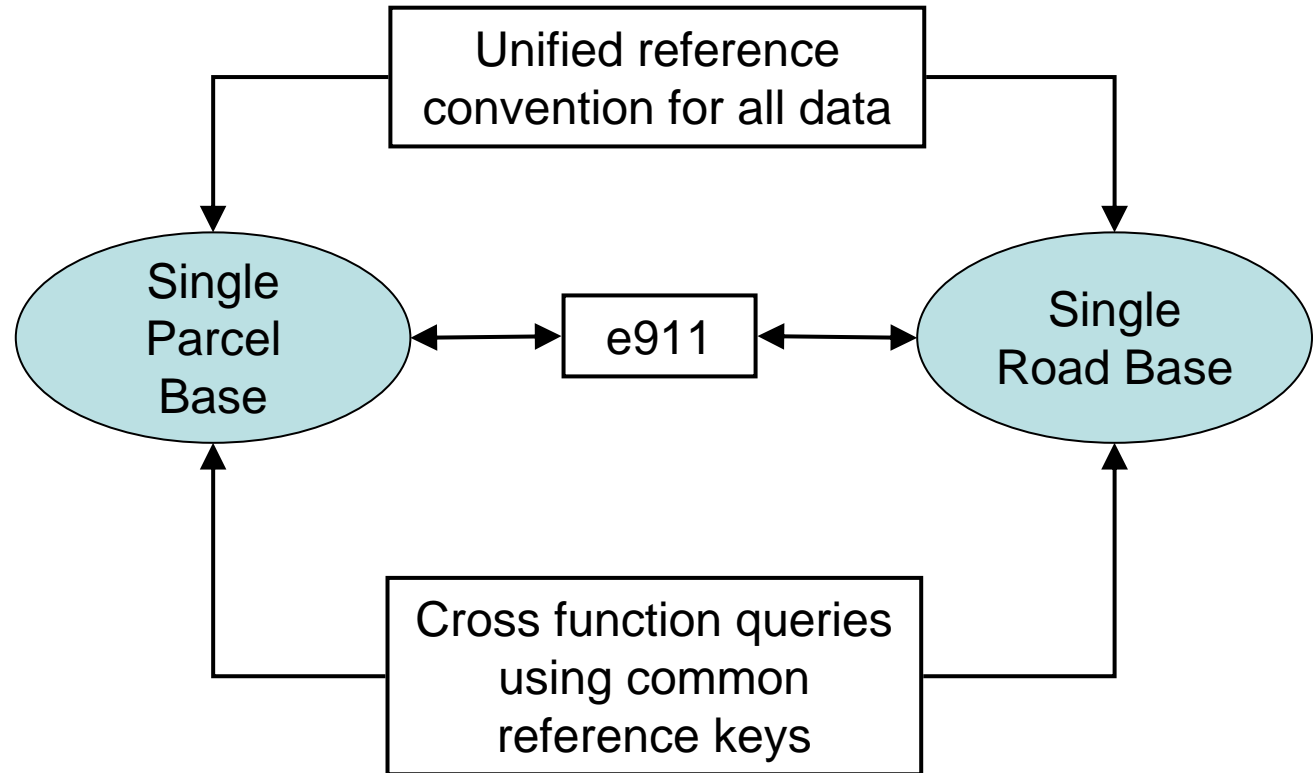 Unified reference
convention for all data
Single
Parcel
Base
e911
Single
Road Base
Cross function queries
using common
reference keys